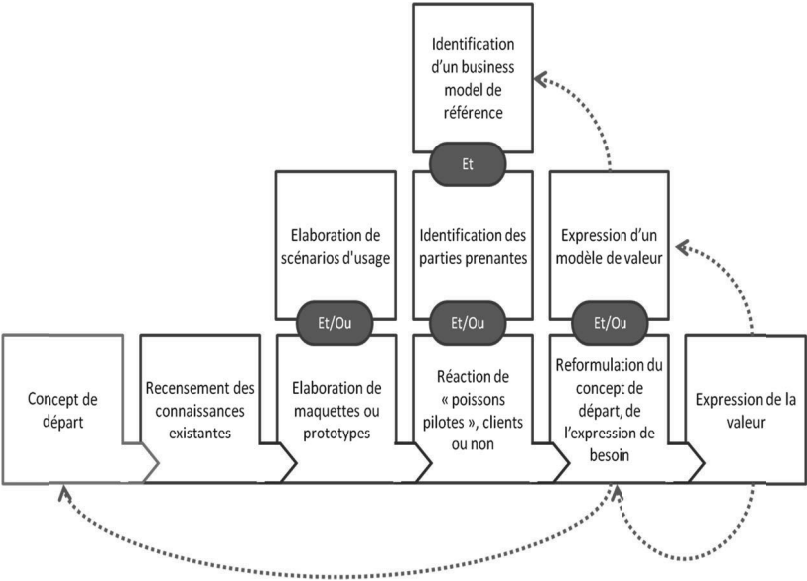 Identification
d’un business
model de
référence
Et
Elaboration de
scénarios d'usage
Identification des
parties prenantes
Expression d’un
modèle de valeur
Et/Ou
Et/Ou
Et/Ou
Concept de
départ
Recensement des
connaissances
existantes
Elaboration de
maquettes ou
prototypes
Réaction de
« poissons
pilotes », clients
ou non
Reformulation du
concept de
départ, de
l’expression de
besoin
Expression de la
valeur